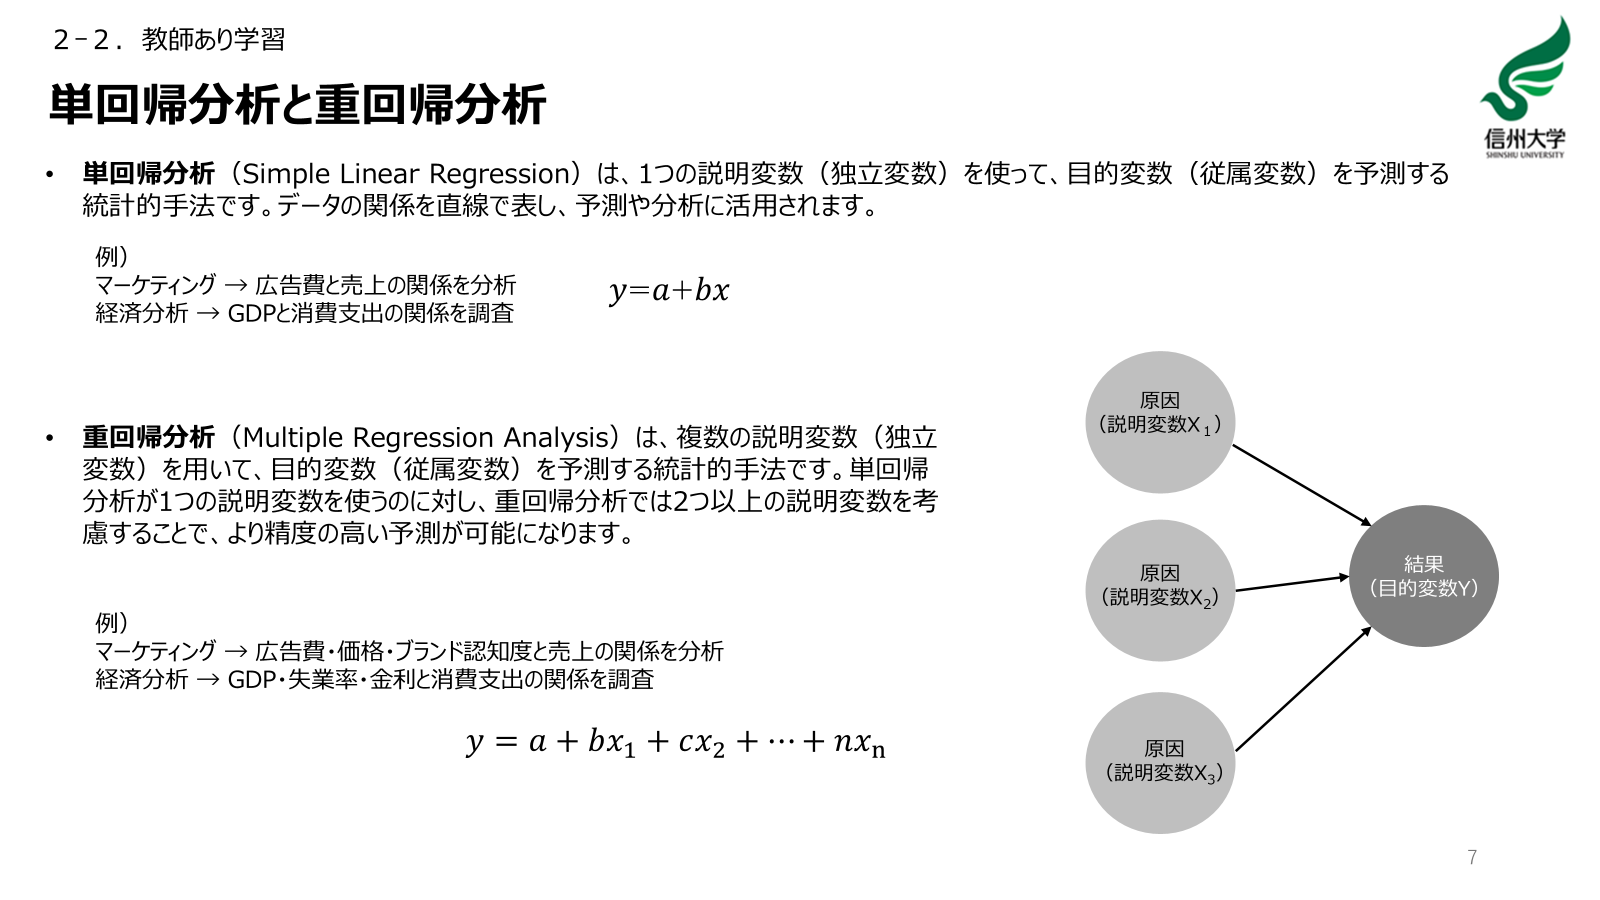 2-2．教師あり学習
単回帰分析と重回帰分析
信州大学
SHINSHU UNIVERSITY
• 単回帰分析（Simple Linear Regression）は、1つの説明変数（独立変数）を使って、目的変数（従属変数）を予測する
統計的手法です。データの関係を直線で表し、予測や分析に活用されます。
例）
マーケティング → 広告費と売上の関係を分析
経済分析 → GDPと消費支出の関係を調査
y=a+bx
• 重回帰分析（Multiple Regression Analysis）は、複数の説明変数（独立
変数）を用いて、目的変数（従属変数）を予測する統計的手法です。単回帰
分析が1つの説明変数を使うのに対し、重回帰分析では2つ以上の説明変数を考
慮することで、より精度の高い予測が可能になります。
例）
マーケティング → 広告費・価格・ブランド認知度と売上の関係を分析
経済分析 → GDP・失業率・金利と消費支出の関係を調査
y = a + bx₁ + cx₂ + ⋯ + nxₙ
原因
（説明変数X₁）
原因
（説明変数X₂）
原因
（説明変数X₃）
結果
（目的変数Y）
7